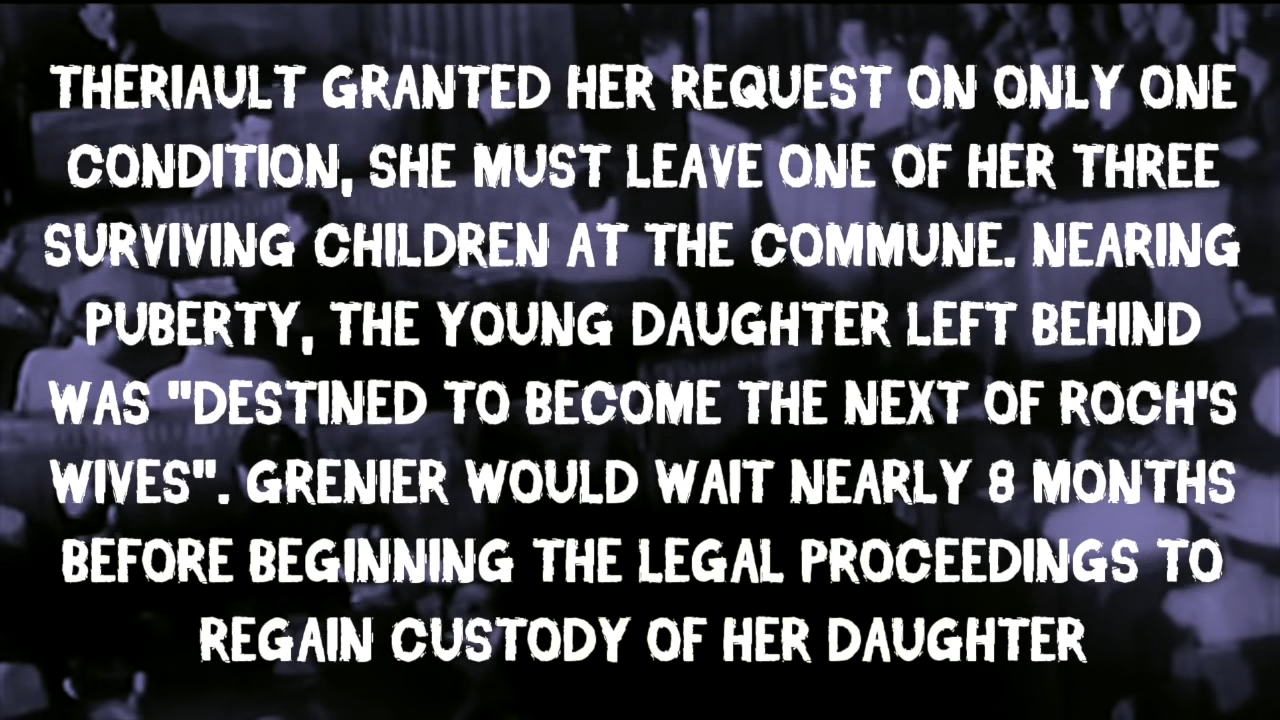 THERIAULT GRANTED HER REQUEST ON ONLY ONE
CONDITION, SHE MUST LEAVE ONE OF HER THREE
SURVIVING CHILDREN AT THE COMMUNE. NEARING
PUBERTY, THE YOUNG DAUGHTER LEFT BEHIND
WAS "DESTINED TO BECOME THE NEXT OF ROCH'S
WIVES". GRENIER WOULD WAIT NEARLY 8 MONTHS
BEFORE BEGINNING THE LEGAL PROCEEDINGS TO
REGAIN CUSTODY OF HER DAUGHTER